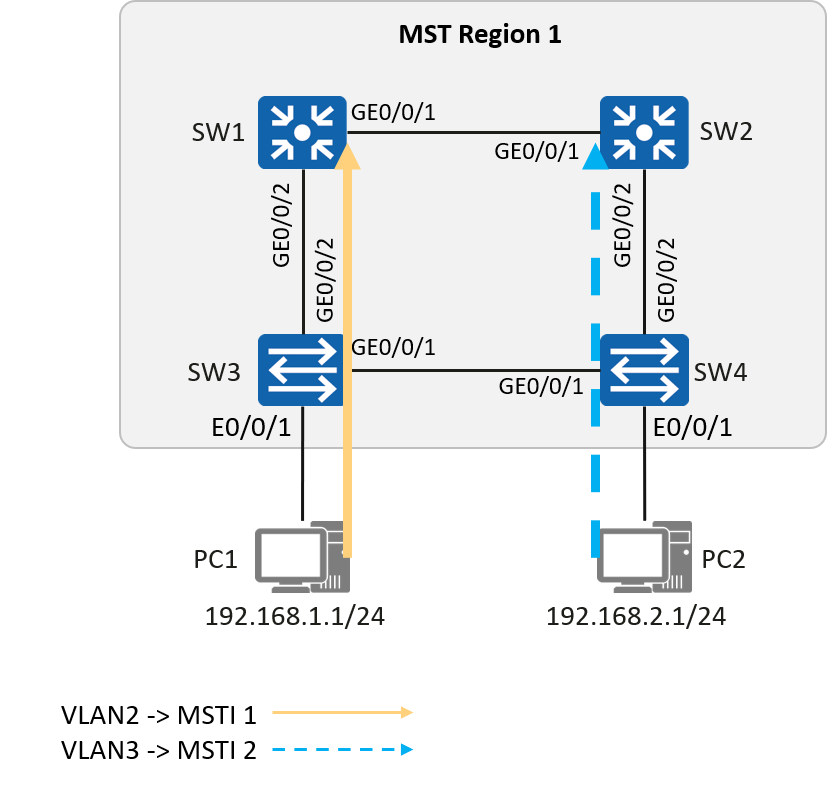 MST Region 1
SW1
GE0/0/1
SW2
GE0/0/1
GE0/0/2
GE0/0/2
GE0/0/2
GE0/0/2
SW3
GE0/0/1
GE0/0/1
SW4
E0/0/1
E0/0/1
PC1
PC2
192.168.1.1/24
192.168.2.1/24
VLAN2 -> MSTI 1
VLAN3 -> MSTI 2